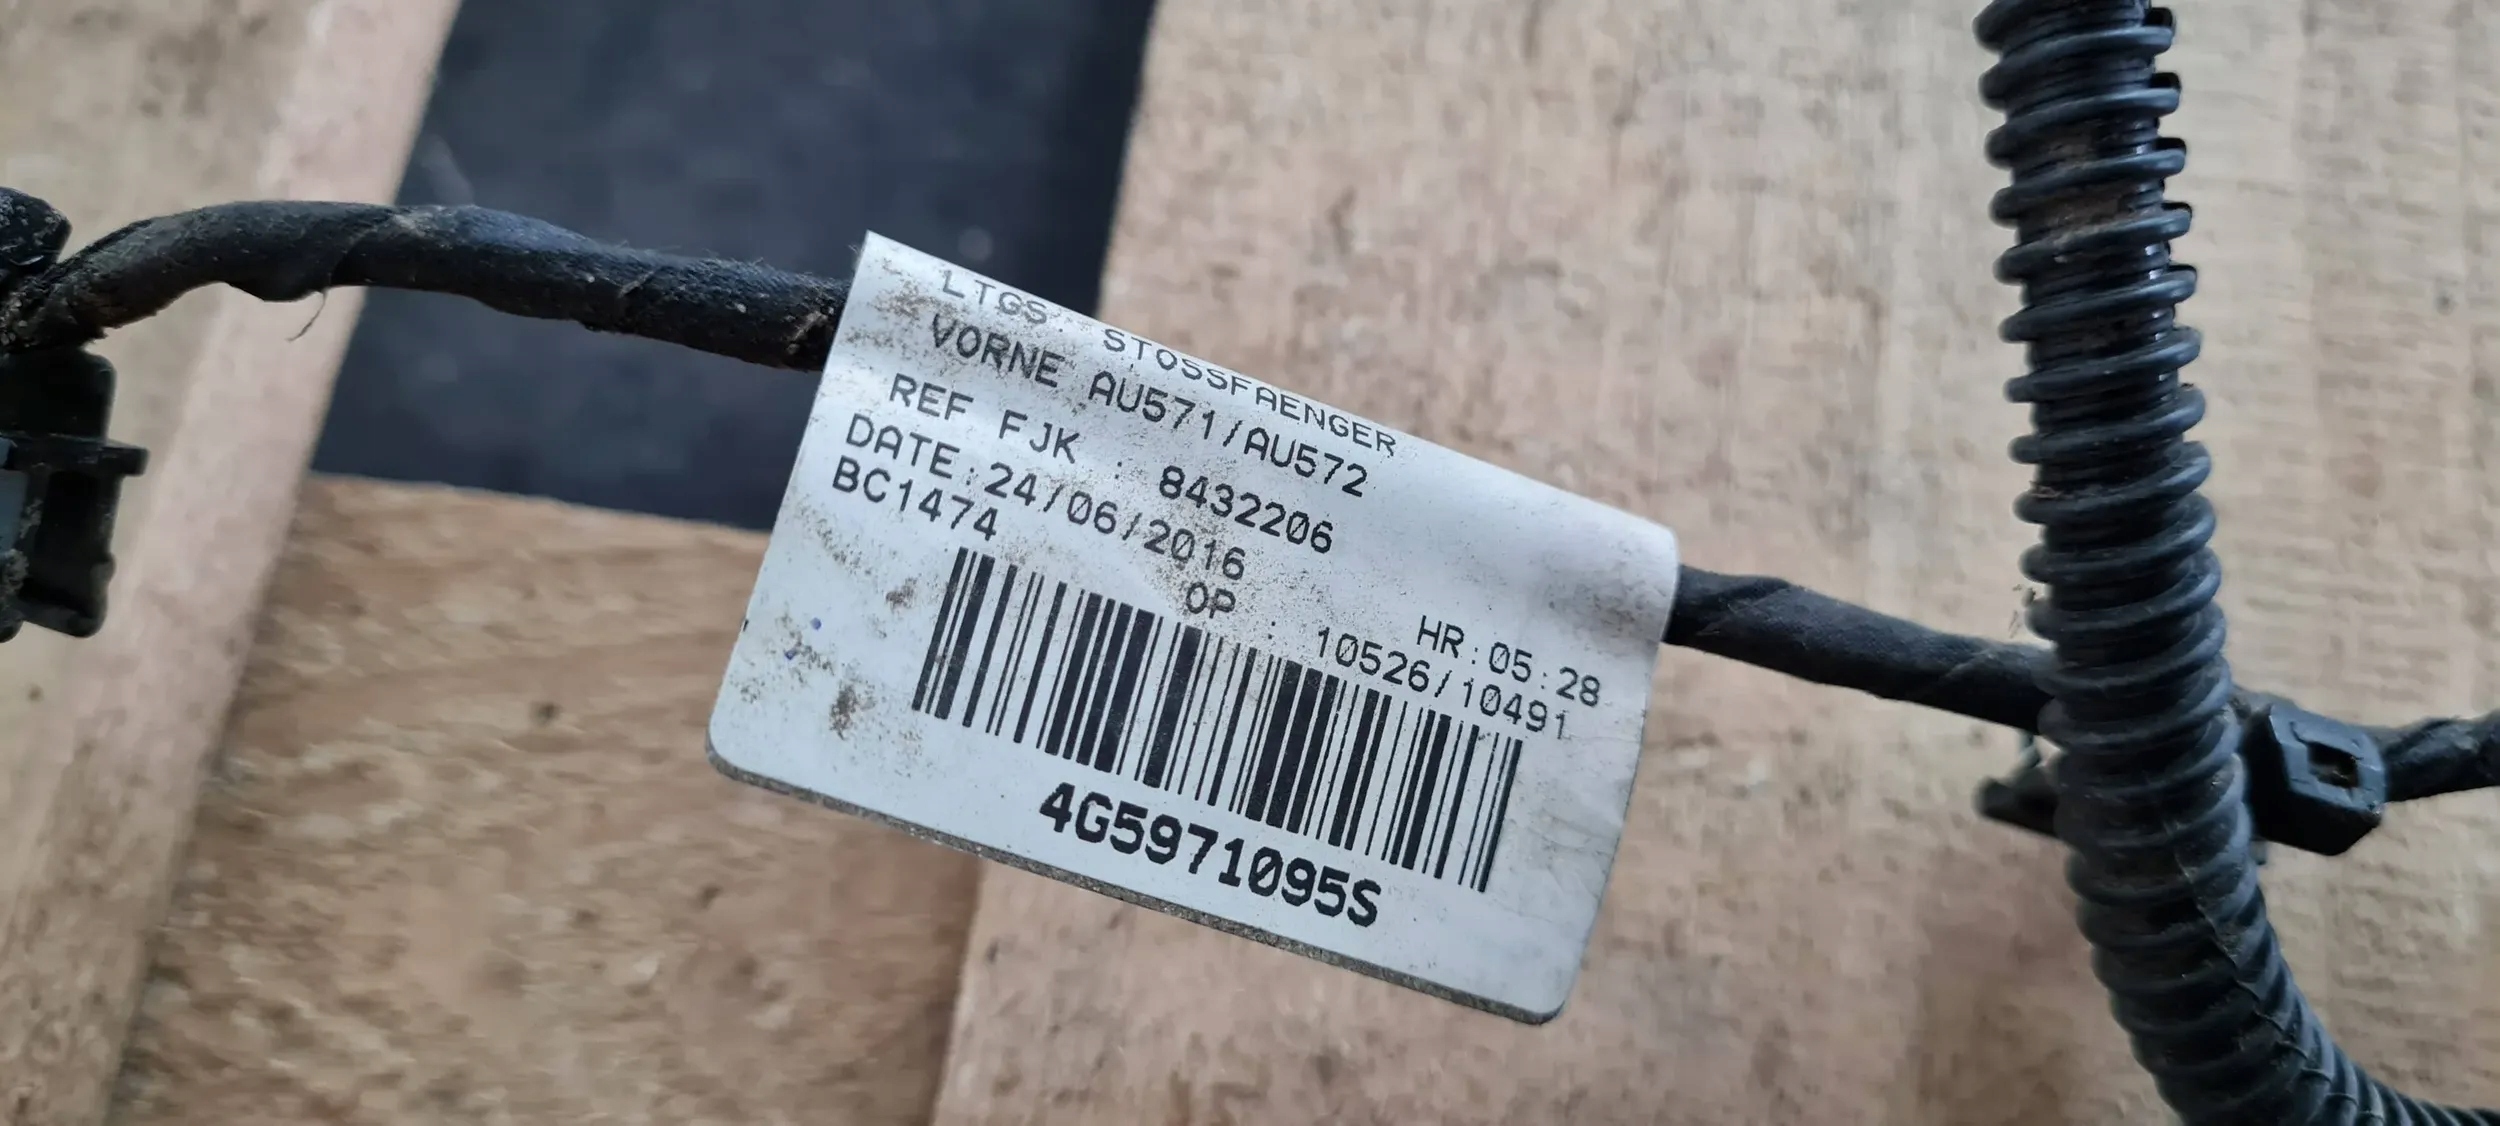 LTGS. STOSSFAENGER
VORNE AU571/AU572
REF FJK : 8432206
DATE:24/06/2016 HR:05:28
BC1474 OP : 10526/10491
4G5971095S